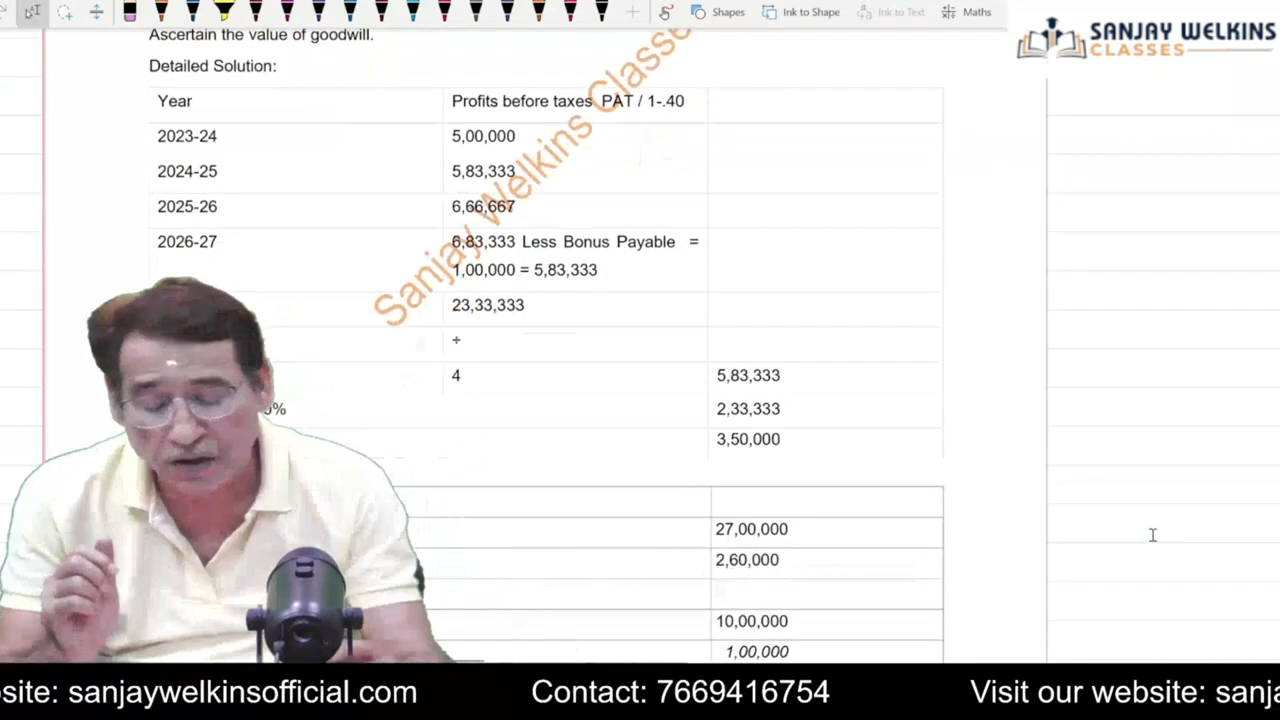 Shapes Ink to Shape Ink to Text Maths
SANJAY WELKINS
CLASSES
Ascertain the value of goodwill.
Detailed Solution:
Year Profits before taxes PAT / 1-.40
2023-24 5,00,000
2024-25 5,83,333
2025-26 6,66,667
2026-27 6,83,333 Less Bonus Payable =
1,00,000 = 5,83,333
23,33,333
÷
4 5,83,333
0% 2,33,333
3,50,000
27,00,000
2,60,000
10,00,000
1,00,000
Sanjay Welkins Classe
site: sanjaywelkinsofficial.com Contact: 7669416754 Visit our website: sanj